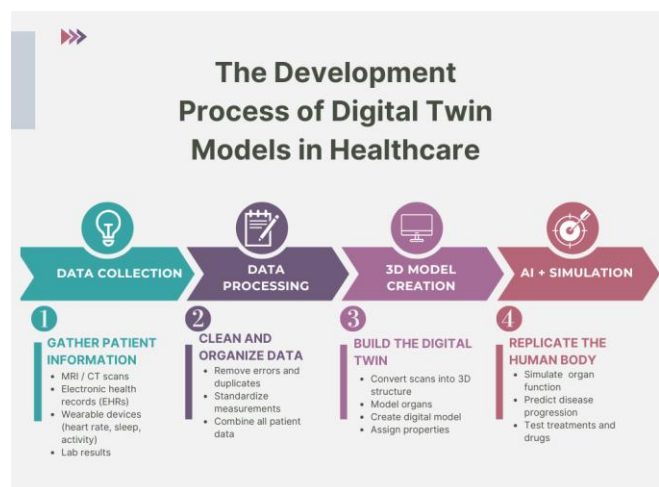 The Development
Process of Digital Twin
Models in Healthcare
DATA COLLECTION
DATA
PROCESSING
3D MODEL
CREATION
AI + SIMULATION
1
GATHER PATIENT
INFORMATION
• MRI / CT scans
• Electronic health
records (EHRs)
• Wearable devices
(heart rate, sleep,
activity)
• Lab results
2
CLEAN AND
ORGANIZE DATA
• Remove errors and
duplicates
• Standardize
measurements
• Combine all patient
data
3
BUILD THE DIGITAL
TWIN
• Convert scans into 3D
structure
• Model organs
• Create digital model
• Assign properties
4
REPLICATE THE
HUMAN BODY
• Simulate organ
function
• Predict disease
progression
• Test treatments and
drugs